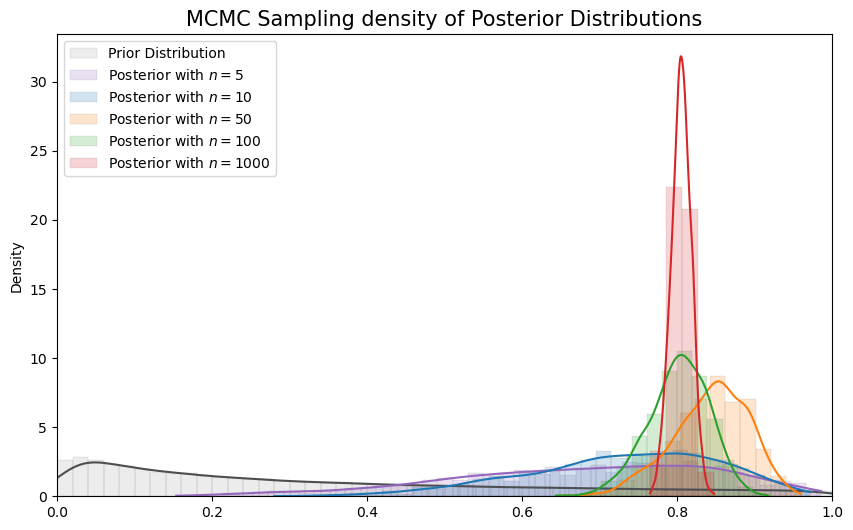 MCMC Sampling density of Posterior Distributions
Prior Distribution
Posterior with n = 5
Posterior with n = 10
Posterior with n = 50
Posterior with n = 100
Posterior with n = 1000
Density
30
25
20
15
10
5
0
0.0 0.2 0.4 0.6 0.8 1.0